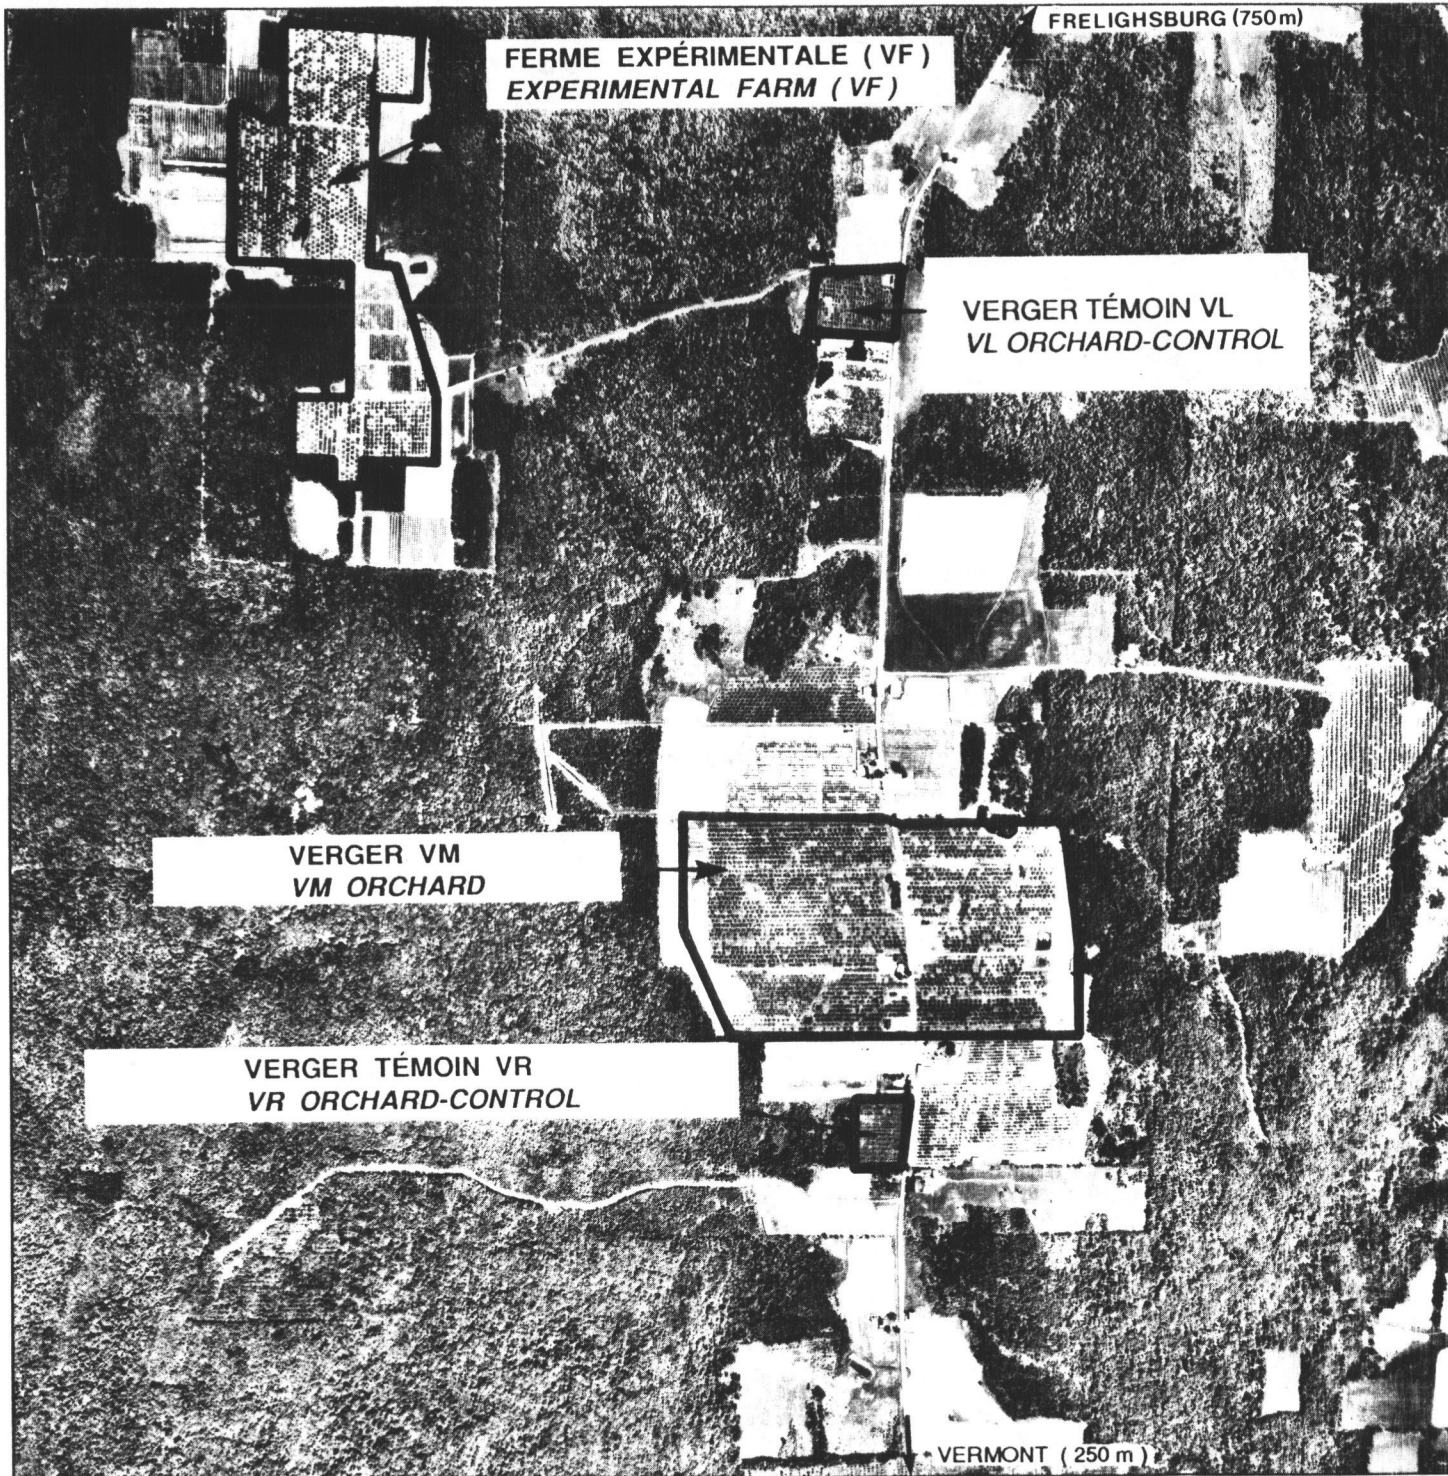 FRELIGHSBURG (750 m)
FERME EXPÉRIMENTALE ( VF )
EXPERIMENTAL FARM ( VF )
VERGER TÉMOIN VL
VL ORCHARD-CONTROL
VERGER VM
VM ORCHARD
VERGER TÉMOIN VR
VR ORCHARD-CONTROL
VERMONT ( 250 m )